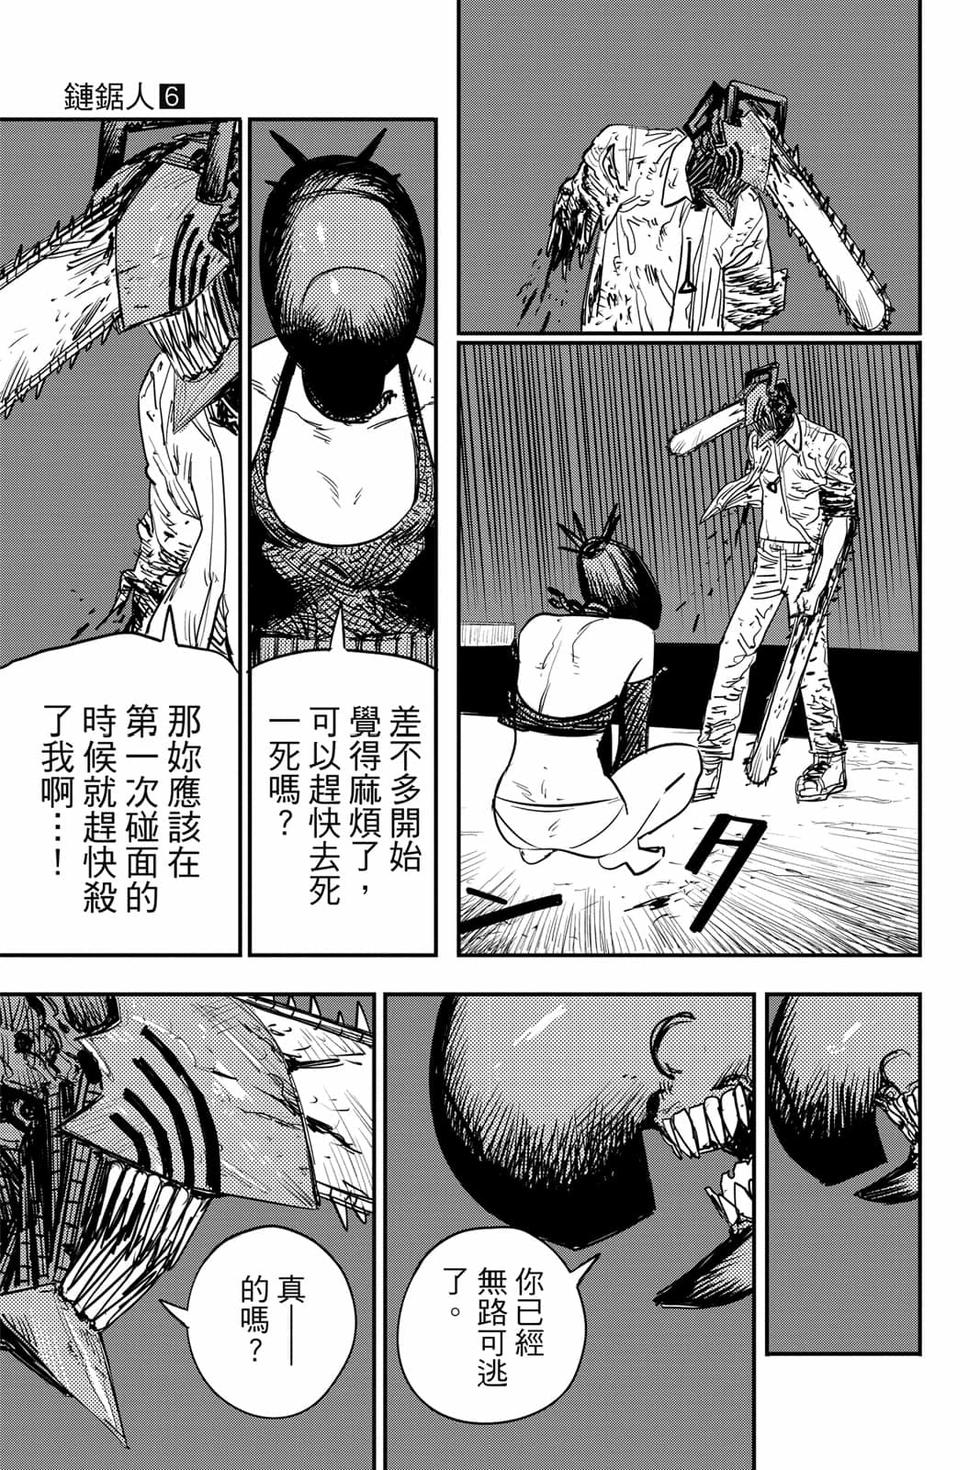 鏈鋸人6
タ
ン
差不多開始
覺得麻煩了，
可以趕快去死
一死嗎？
那妳應該在
第一次碰面的
時候就趕快殺
了我啊…！
你已經
無路可逃
了。
真——
的嗎？